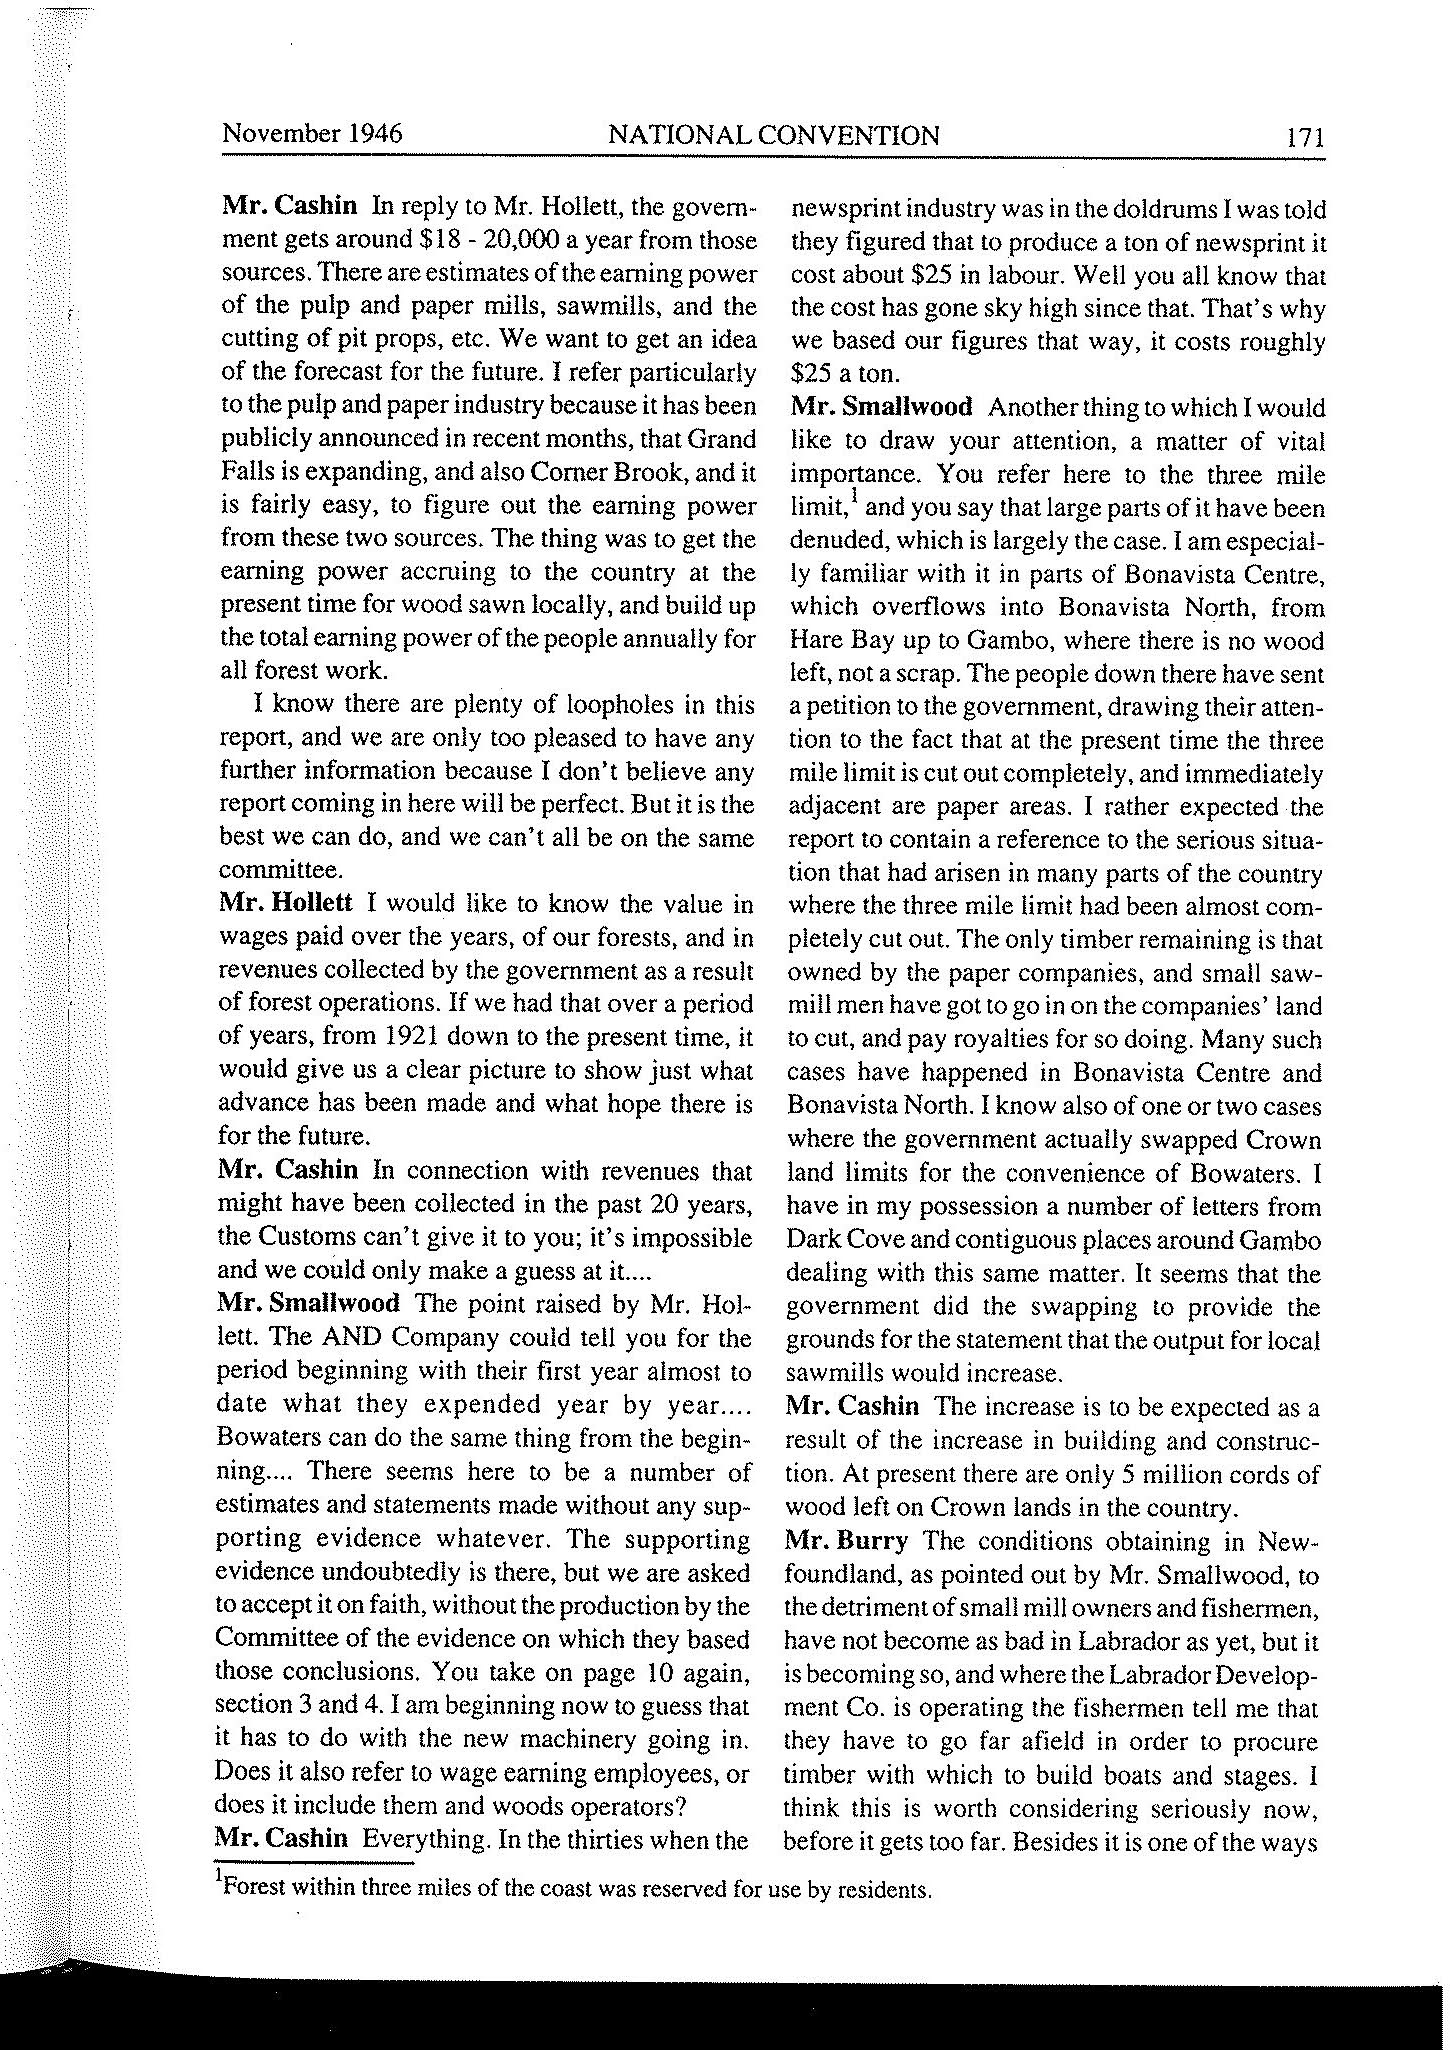 November 1946
NATIONAL CONVENTION
171
Mr. Cashin In reply to Mr. Hollett, the govern-
ment gets around $18 - 20,000 a year from those
sources. There are estimates of the earning power
of the pulp and paper mills, sawmills, and the
cutting of pit props, etc. We want to get an idea
of the forecast for the future. I refer particularly
to the pulp and paper industry because it has been
publicly announced in recent months, that Grand
Falls is expanding, and also Corner Brook, and it
is fairly easy, to figure out the earning power
from these two sources. The thing was to get the
earning power accruing to the country at the
present time for wood sawn locally, and build up
the total earning power of the people annually for
all forest work.
I know there are plenty of loopholes in this
report, and we are only too pleased to have any
further information because I don't believe any
report coming in here will be perfect. But it is the
best we can do, and we can't all be on the same
committee.
Mr. Hollett I would like to know the value in
wages paid over the years, of our forests, and in
revenues collected by the government as a result
of forest operations. If we had that over a period
of years, from 1921 down to the present time, it
would give us a clear picture to show just what
advance has been made and what hope there is
for the future.
Mr. Cashin In connection with revenues that
might have been collected in the past 20 years,
the Customs can't give it to you; it's impossible
and we could only make a guess at it....
Mr. Smallwood The point raised by Mr. Hol-
lett. The AND Company could tell you for the
period beginning with their first year almost to
date what they expended year by year....
Bowaters can do the same thing from the begin-
ning.... There seems here to be a number of
estimates and statements made without any sup-
porting evidence whatever. The supporting
evidence undoubtedly is there, but we are asked
to accept it on faith, without the production by the
Committee of the evidence on which they based
those conclusions. You take on page 10 again,
section 3 and 4. I am beginning now to guess that
it has to do with the new machinery going in.
Does it also refer to wage earning employees, or
does it include them and woods operators?
Mr. Cashin Everything. In the thirties when the
newsprint industry was in the doldrums I was told
they figured that to produce a ton of newsprint it
cost about $25 in labour. Well you all know that
the cost has gone sky high since that. That's why
we based our figures that way, it costs roughly
$25 a ton.
Mr. Smallwood Another thing to which I would
like to draw your attention, a matter of vital
importance. You refer here to the three mile
limit,1 and you say that large parts of it have been
denuded, which is largely the case. I am especial-
ly familiar with it in parts of Bonavista Centre,
which overflows into Bonavista North, from
Hare Bay up to Gambo, where there is no wood
left, not a scrap. The people down there have sent
a petition to the government, drawing their atten-
tion to the fact that at the present time the three
mile limit is cut out completely, and immediately
adjacent are paper areas. I rather expected the
report to contain a reference to the serious situa-
tion that had arisen in many parts of the country
where the three mile limit had been almost com-
pletely cut out. The only timber remaining is that
owned by the paper companies, and small saw-
mill men have got to go in on the companies' land
to cut, and pay royalties for so doing. Many such
cases have happened in Bonavista Centre and
Bonavista North. I know also of one or two cases
where the government actually swapped Crown
land limits for the convenience of Bowaters. I
have in my possession a number of letters from
Dark Cove and contiguous places around Gambo
dealing with this same matter. It seems that the
government did the swapping to provide the
grounds for the statement that the output for local
sawmills would increase.
Mr. Cashin The increase is to be expected as a
result of the increase in building and construc-
tion. At present there are only 5 million cords of
wood left on Crown lands in the country.
Mr. Burry The conditions obtaining in New-
foundland, as pointed out by Mr. Smallwood, to
the detriment of small mill owners and fishermen,
have not become as bad in Labrador as yet, but it
is becoming so, and where the Labrador Develop-
ment Co. is operating the fishermen tell me that
they have to go far afield in order to procure
timber with which to build boats and stages. I
think this is worth considering seriously now,
before it gets too far. Besides it is one of the ways
1Forest within three miles of the coast was reserved for use by residents.